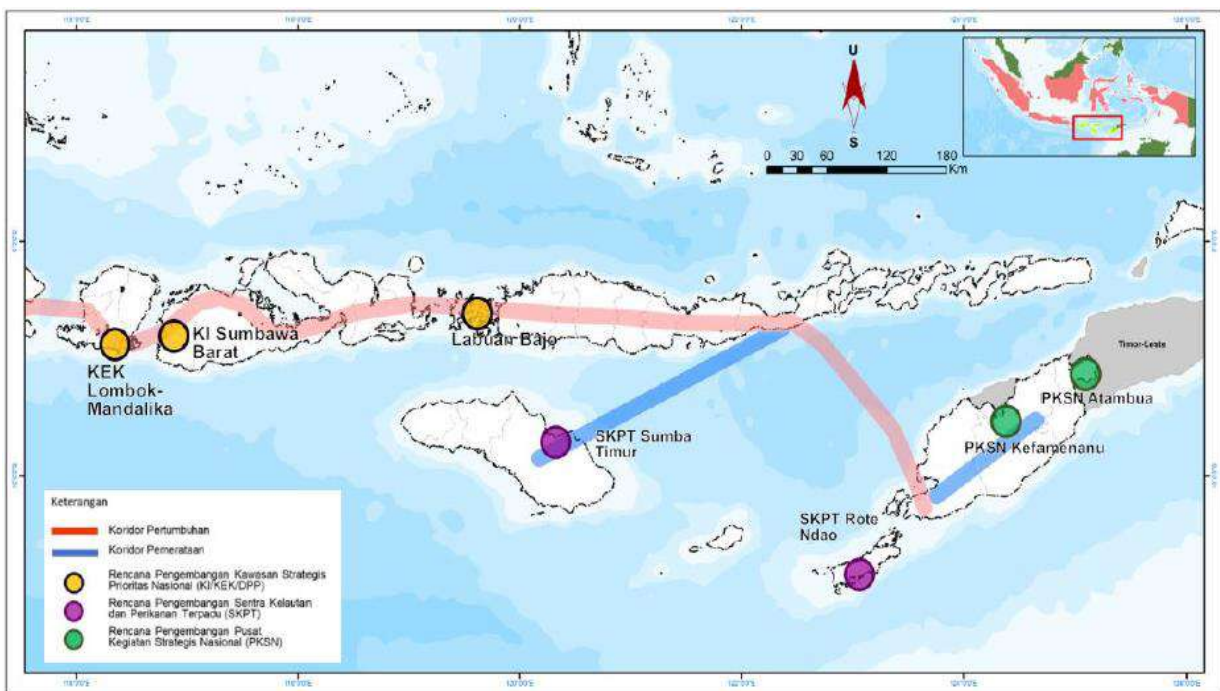 U
S
0 30 60 120 180
Km
KEK
Lombok-
Mandalika
KI Sumbawa
Barat
Labuan Bajo
SKPT Sumba
Timur
SKPT Rote
Ndao
PKSN Atambua
PKSN Kefamenanu
Timor-Leste
Keterangan
Koridor Pertumbuhan
Koridor Pemerataan
Rencana Pengembangan Kawasan Strategis
Prioritas Nasional (KI/KEK/DPP)
Rencana Pengembangan Sentra Kelautan
dan Perikanan Terpadu (SKPT)
Rencana Pengembangan Pusat
Kegiatan Strategis Nasional (PKSN)